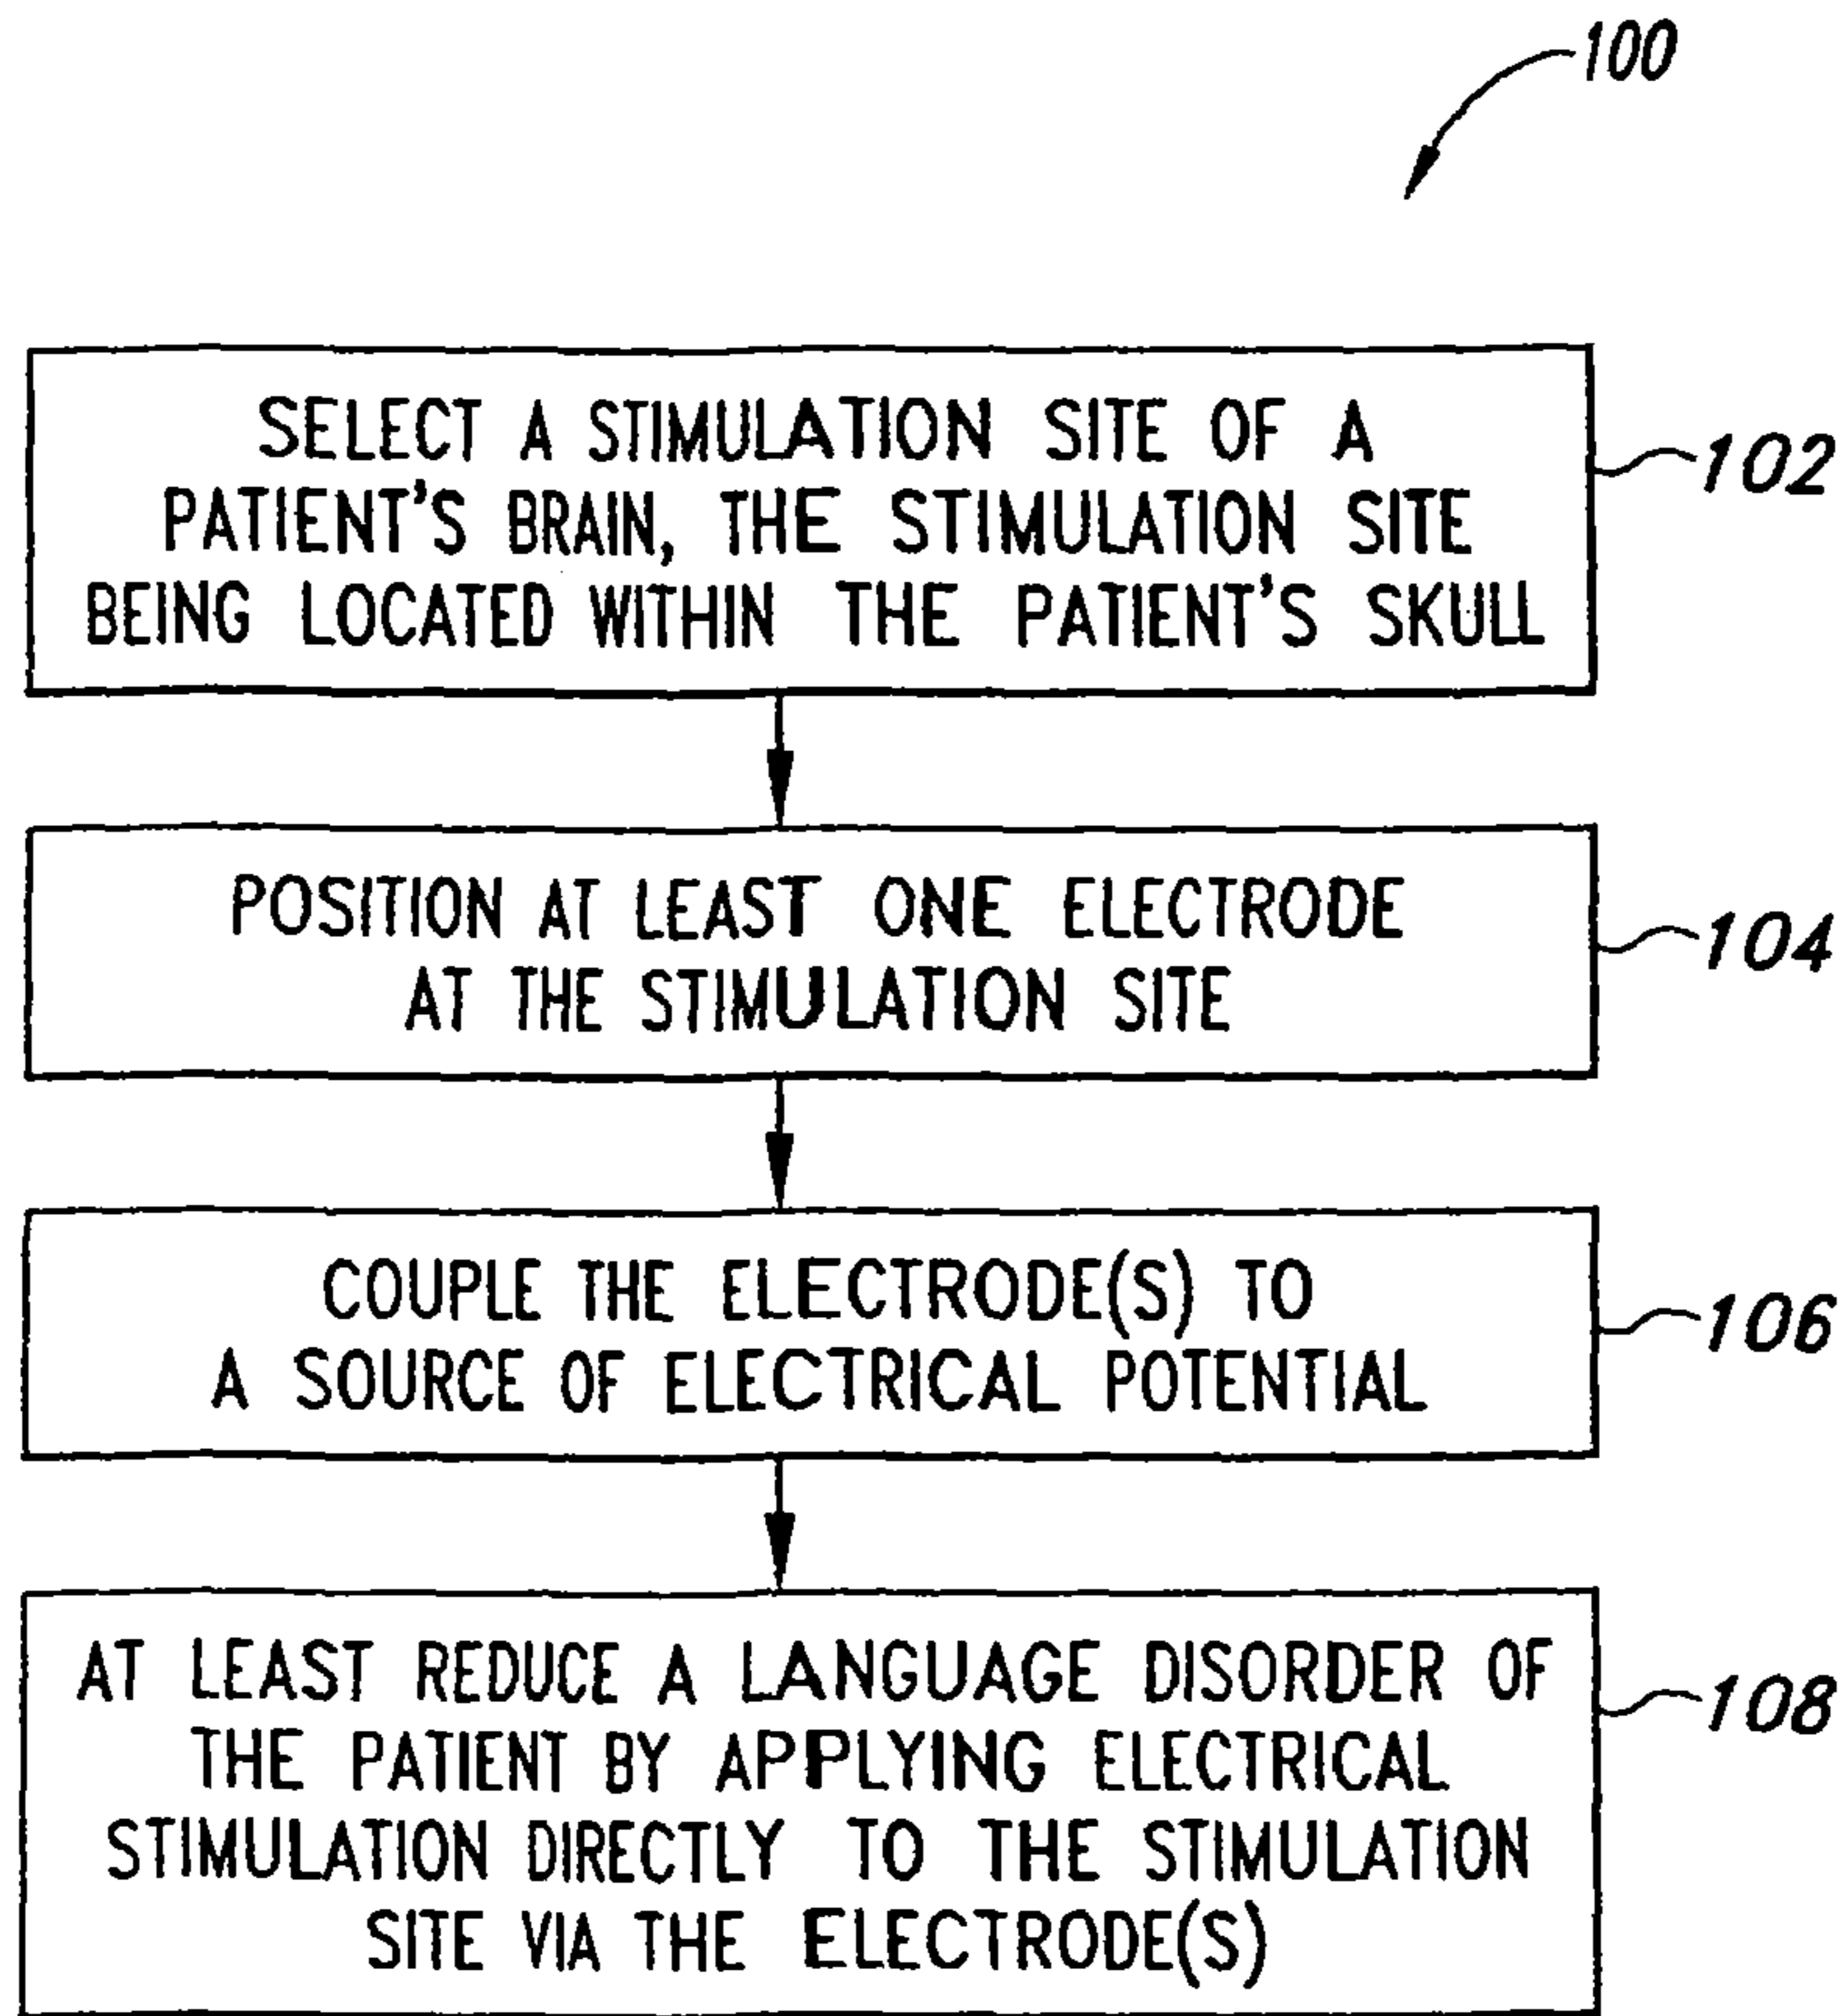 100
SELECT A STIMULATION SITE OF A
PATIENT'S BRAIN, THE STIMULATION SITE
BEING LOCATED WITHIN THE PATIENT'S SKULL
102
POSITION AT LEAST ONE ELECTRODE
AT THE STIMULATION SITE
104
COUPLE THE ELECTRODE(S) TO
A SOURCE OF ELECTRICAL POTENTIAL
106
AT LEAST REDUCE A LANGUAGE DISORDER OF
THE PATIENT BY APPLYING ELECTRICAL
STIMULATION DIRECTLY TO THE STIMULATION
SITE VIA THE ELECTRODE(S)
108